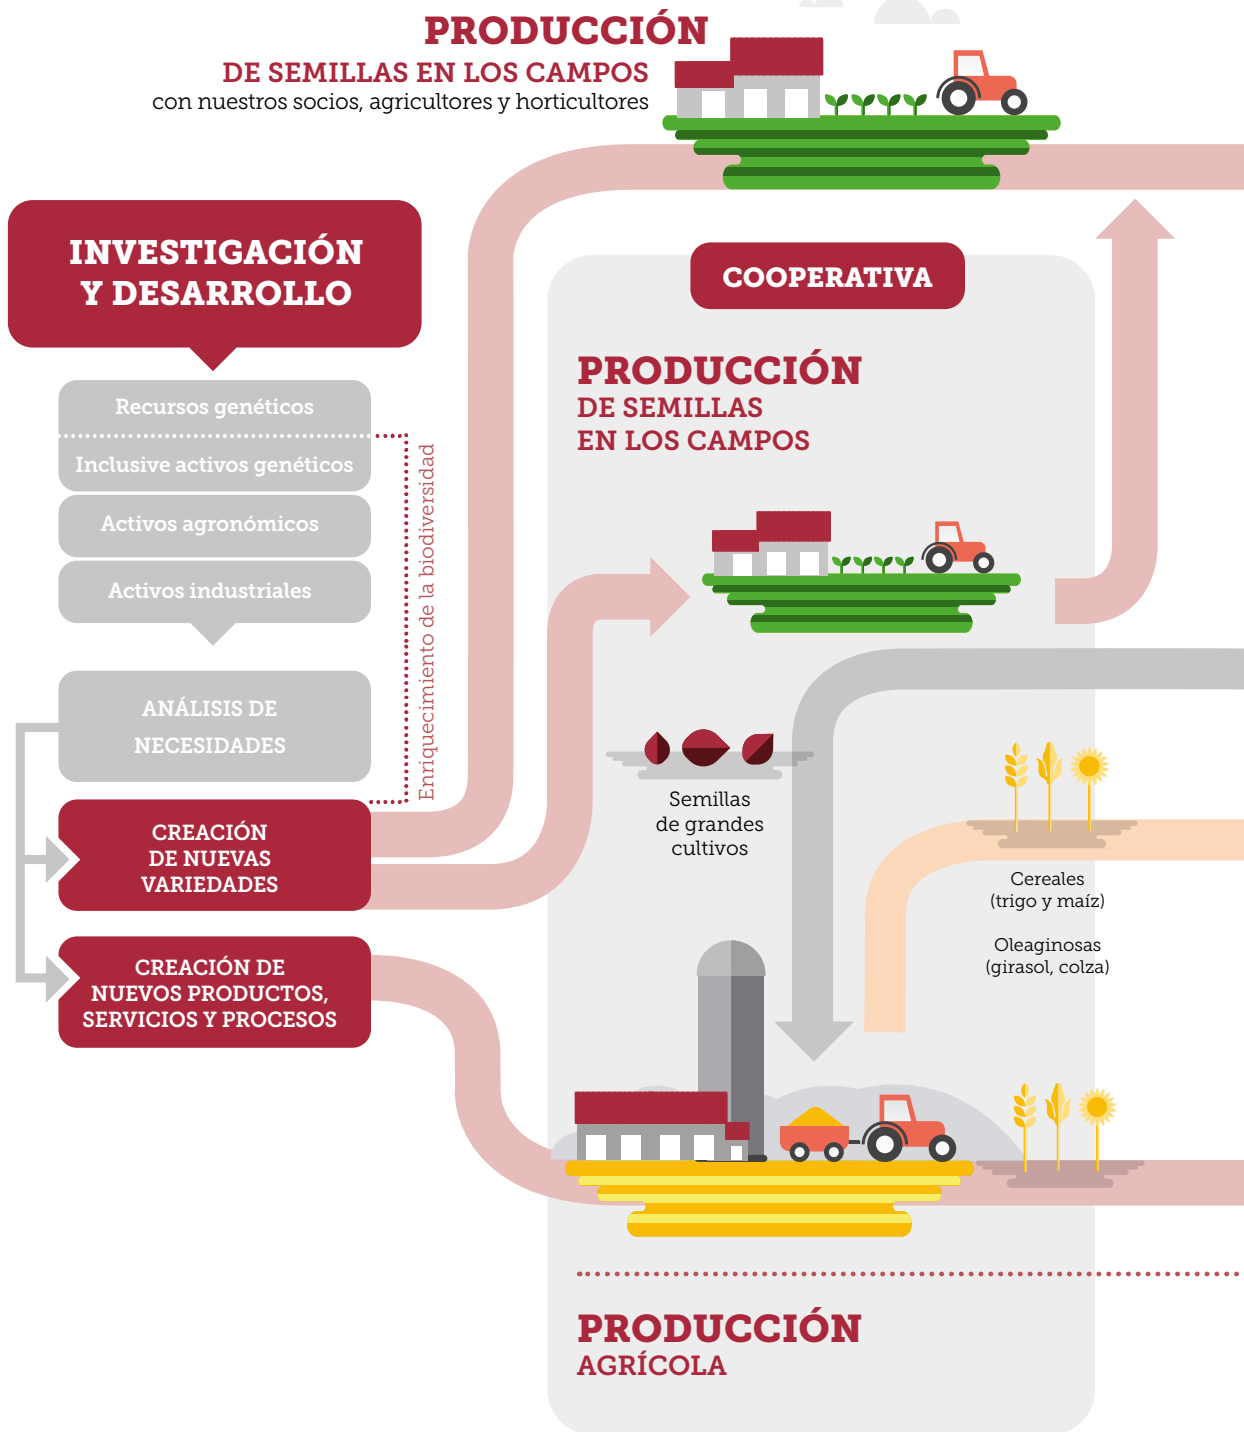 PRODUCCIÓN
DE SEMILLAS EN LOS CAMPOS
con nuestros socios, agricultores y horticultores
INVESTIGACIÓN
Y DESARROLLO
Recursos genéticos
Inclusive activos genéticos
Activos agronómicos
Activos industriales
Enriquecimiento de la biodiversidad
ANÁLISIS DE
NECESIDADES
CREACIÓN
DE NUEVAS
VARIEDADES
CREACIÓN DE
NUEVOS PRODUCTOS,
SERVICIOS Y PROCESOS
COOPERATIVA
PRODUCCIÓN
DE SEMILLAS
EN LOS CAMPOS
Semillas
de grandes
cultivos
Cereales
(trigo y maíz)
Oleaginosas
(girasol, colza)
PRODUCCIÓN
AGRÍCOLA